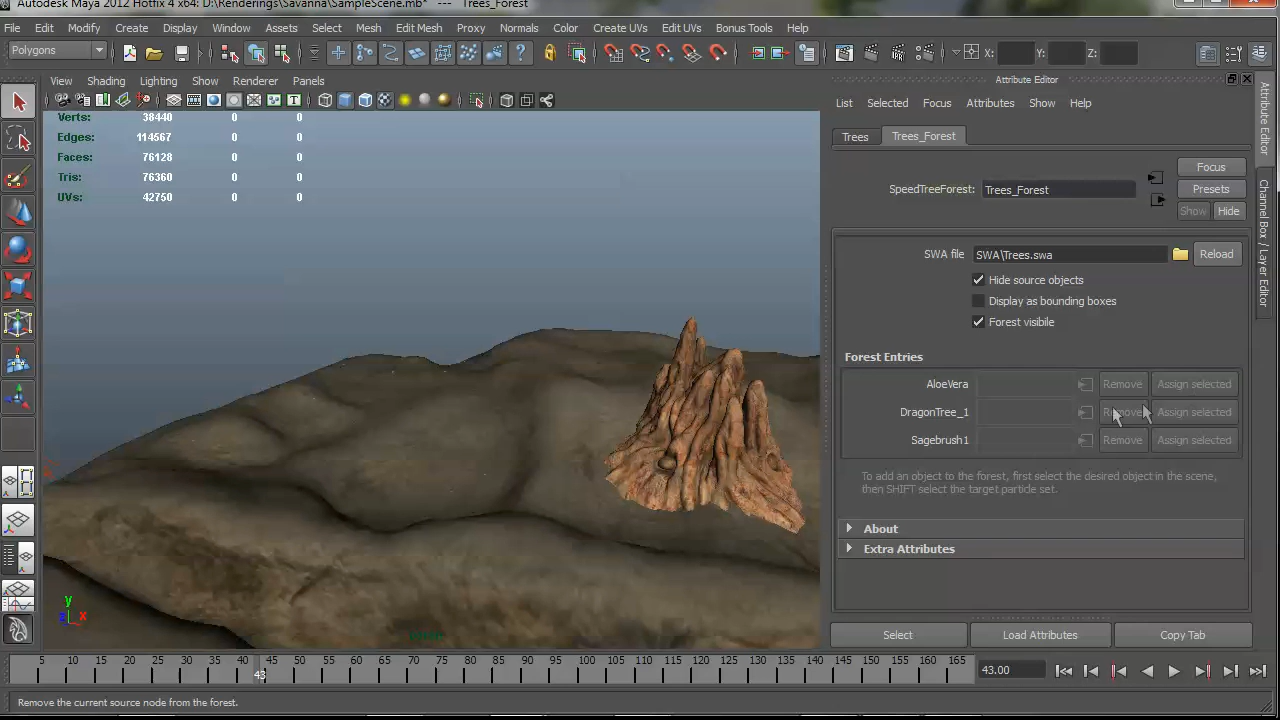 Autodesk Maya 2012 Hotfix 4 x64: D:\Renderings\Savanna\SampleScene.mb* --- Trees_Forest
File Edit Modify Create Display Window Assets Select Mesh Edit Mesh Proxy Normals Color Create UVs Edit UVs Bonus Tools Help
Polygons X: Y: Z:
View Shading Lighting Show Renderer Panels
Verts: 38440 0 0
Edges: 114567 0 0
Faces: 76128 0 0
Tris: 76360 0 0
UVs: 42750 0 0
y
x
Attribute Editor
List Selected Focus Attributes Show Help
Trees Trees_Forest
SpeedTreeForest: Trees_Forest
Focus
Presets
Show Hide
SWA file SWA\Trees.swa Reload
Hide source objects
Display as bounding boxes
Forest visible
Forest Entries
AloeVera Remove Assign selected
DragonTree_1 Remove Assign selected
Sagebrush1 Remove Assign selected
To add an object to the forest, first select the desired object in the scene,
then SHIFT select the target particle set.
About
Extra Attributes
Select Load Attributes Copy Tab
Attribute Editor
Channel Box / Layer Editor
5 10 15 20 25 30 35 40 45 50 55 60 65 70 75 80 85 90 95 100 105 110 115 120 125 130 135 140 145 150 155 160 165
43
43.00
Remove the current source node from the forest.